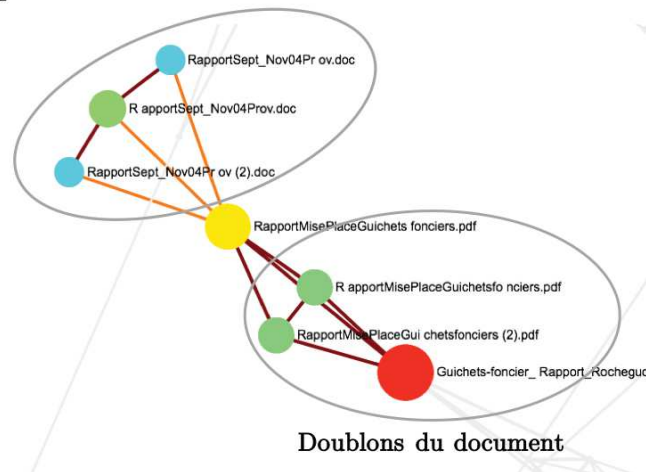 RapportSept_Nov04Pr ov.doc
R apportSept_Nov04Prov.doc
RapportSept_Nov04Pr ov (2).doc
RapportMisePlaceGuichets fonciers.pdf
R apportMisePlaceGuichetsfo nciers.pdf
RapportMisePlaceGui chetsfonciers (2).pdf
Guichets-foncier_ Rapport_Rochegud
Doublons du document